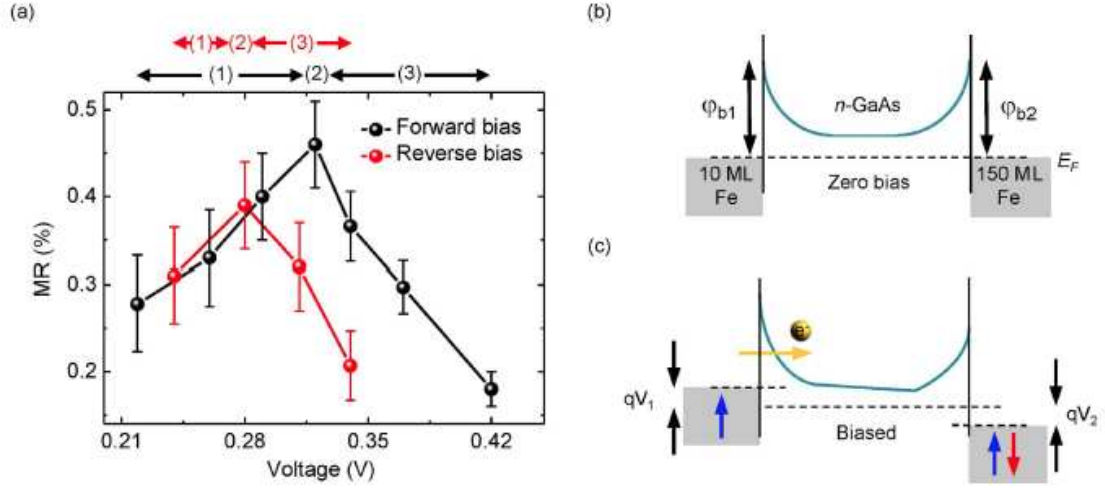 (a)
(1) (2) (3)
(1) (2) (3)
0.5
0.4
0.3
0.2
MR (%)
Forward bias
Reverse bias
0.21 0.28 0.35 0.42
Voltage (V)
(b)
φb1
n-GaAs
φb2
10 ML
Fe
Zero bias
150 ML
Fe
EF
(c)
e-
qV1
Biased
qV2